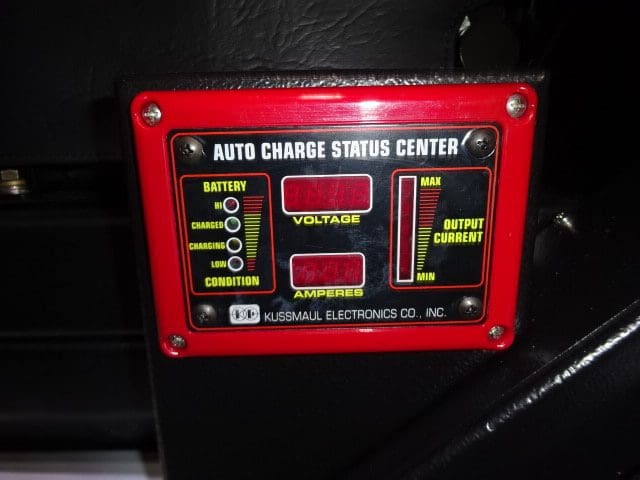 AUTO CHARGE STATUS CENTER
BATTERY
HI
CHARGED
CHARGING
LOW
CONDITION
VOLTAGE
AMPERES
MAX
OUTPUT
CURRENT
MIN
KUSSMAUL ELECTRONICS CO., INC.